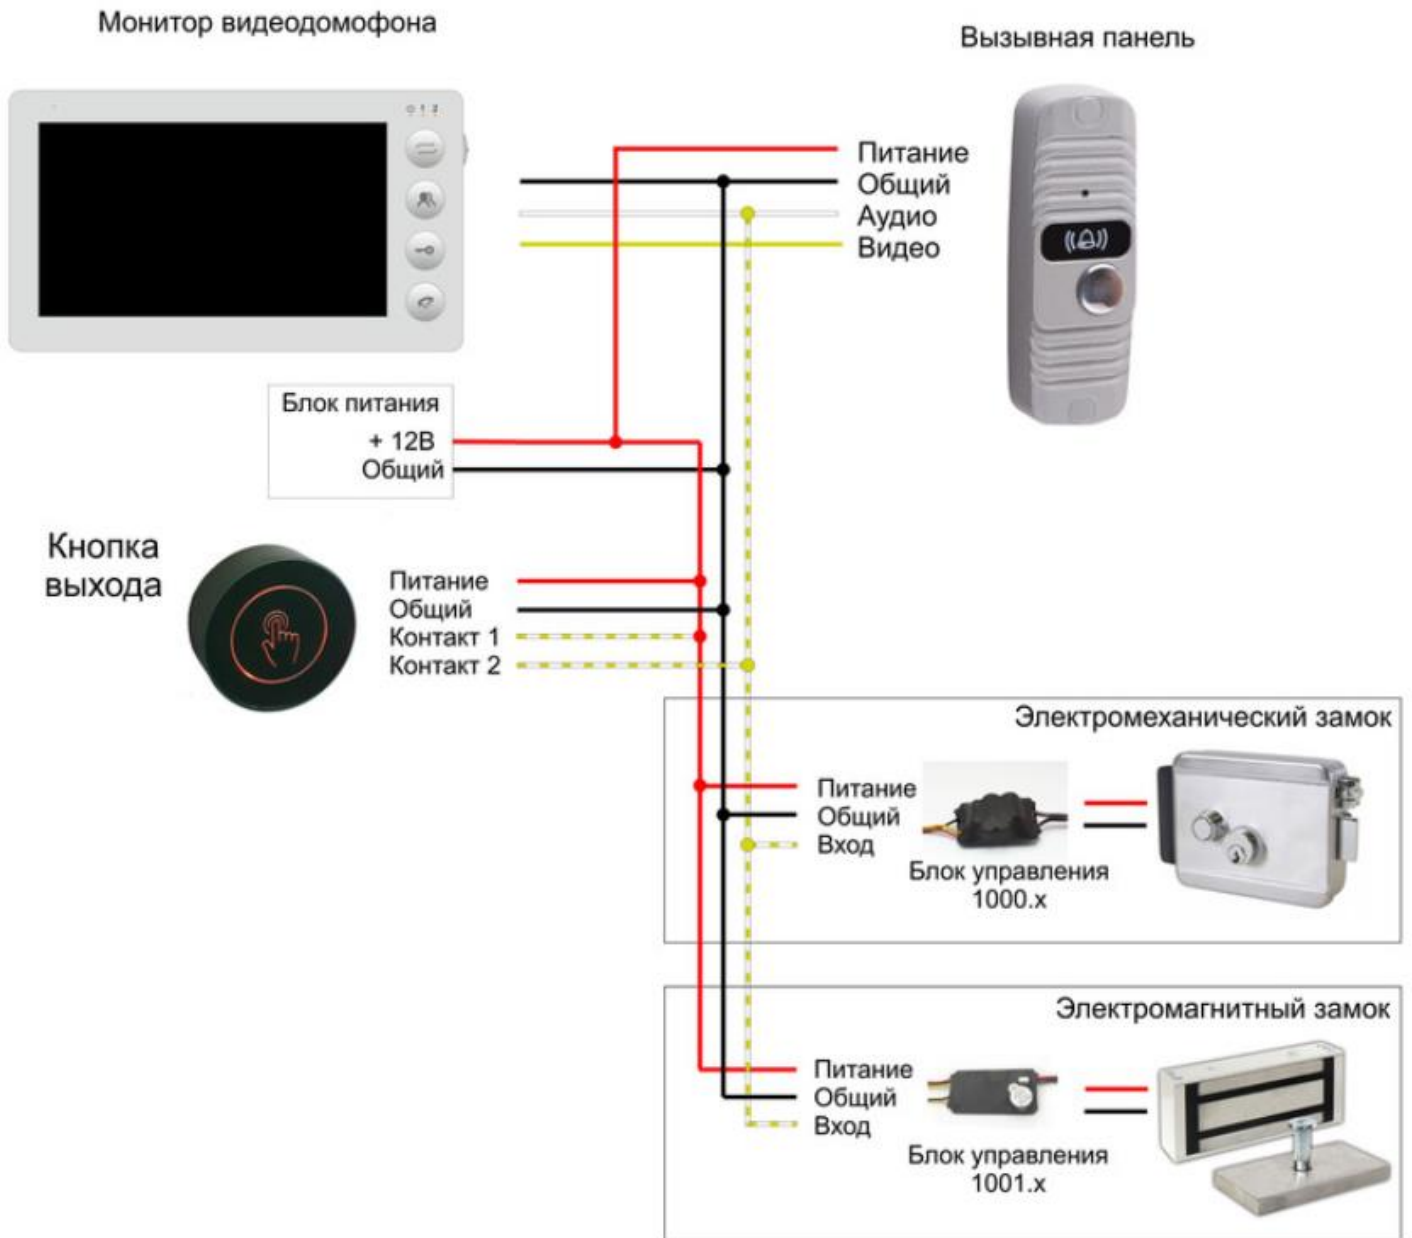 Монитор видеодомофона
Вызывная панель
Питание
Общий
Аудио
Видео
Блок питания
+ 12В
Общий
Кнопка
выхода
Питание
Общий
Контакт 1
Контакт 2
Электромеханический замок
Питание
Общий
Вход
Блок управления
1000.x
Электромагнитный замок
Питание
Общий
Вход
Блок управления
1001.x